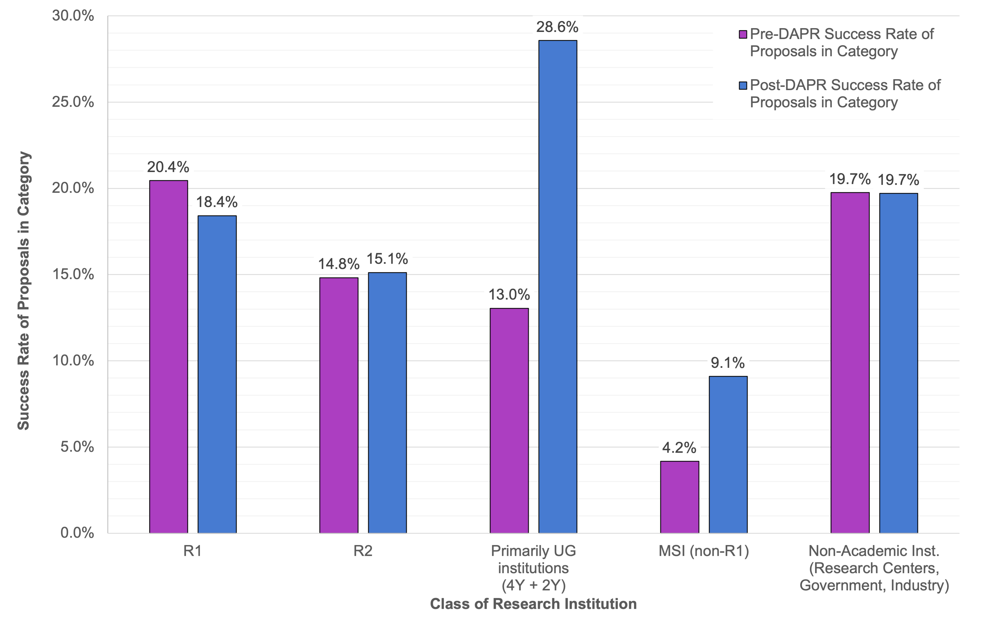 30.0%
25.0%
20.0%
15.0%
10.0%
5.0%
0.0%
Success Rate of Proposals in Category
Pre-DAPR Success Rate of
Proposals in Category
Post-DAPR Success Rate of
Proposals in Category
20.4%
18.4%
14.8%
15.1%
13.0%
28.6%
4.2%
9.1%
19.7%
19.7%
R1
R2
Primarily UG
institutions
(4Y + 2Y)
MSI (non-R1)
Non-Academic Inst.
(Research Centers,
Government, Industry)
Class of Research Institution